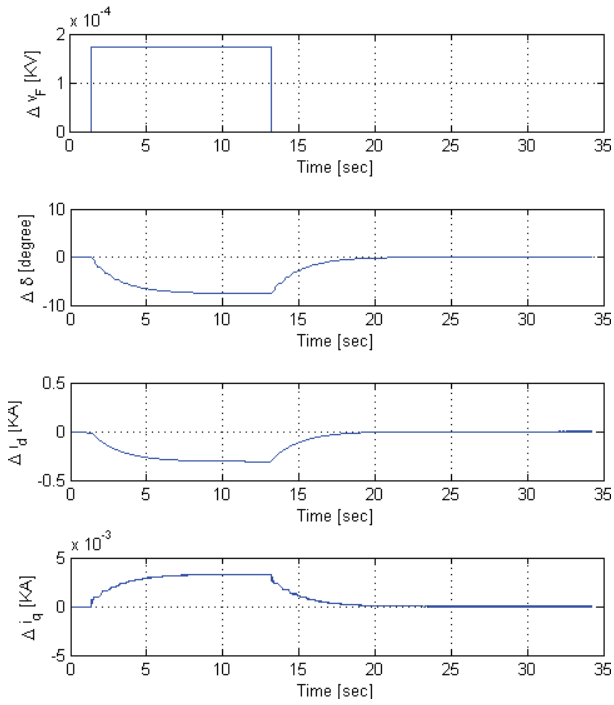 x 10⁻⁴
2
1
0
Δ v_F [KV]
0 5 10 15 20 25 30 35
Time [sec]
10
0
-10
Δ δ [degree]
0 5 10 15 20 25 30 35
Time [sec]
0.5
0
-0.5
Δ i_d [KA]
0 5 10 15 20 25 30 35
Time [sec]
x 10⁻³
5
0
-5
Δ i_q [KA]
0 5 10 15 20 25 30 35
Time [sec]